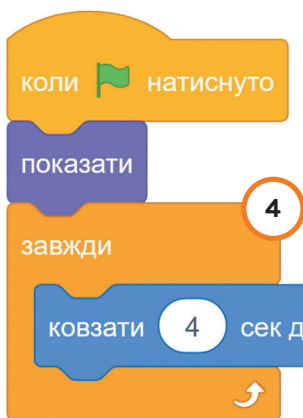 коли натиснуто
показати
4
завжди
ковзати 4 сек